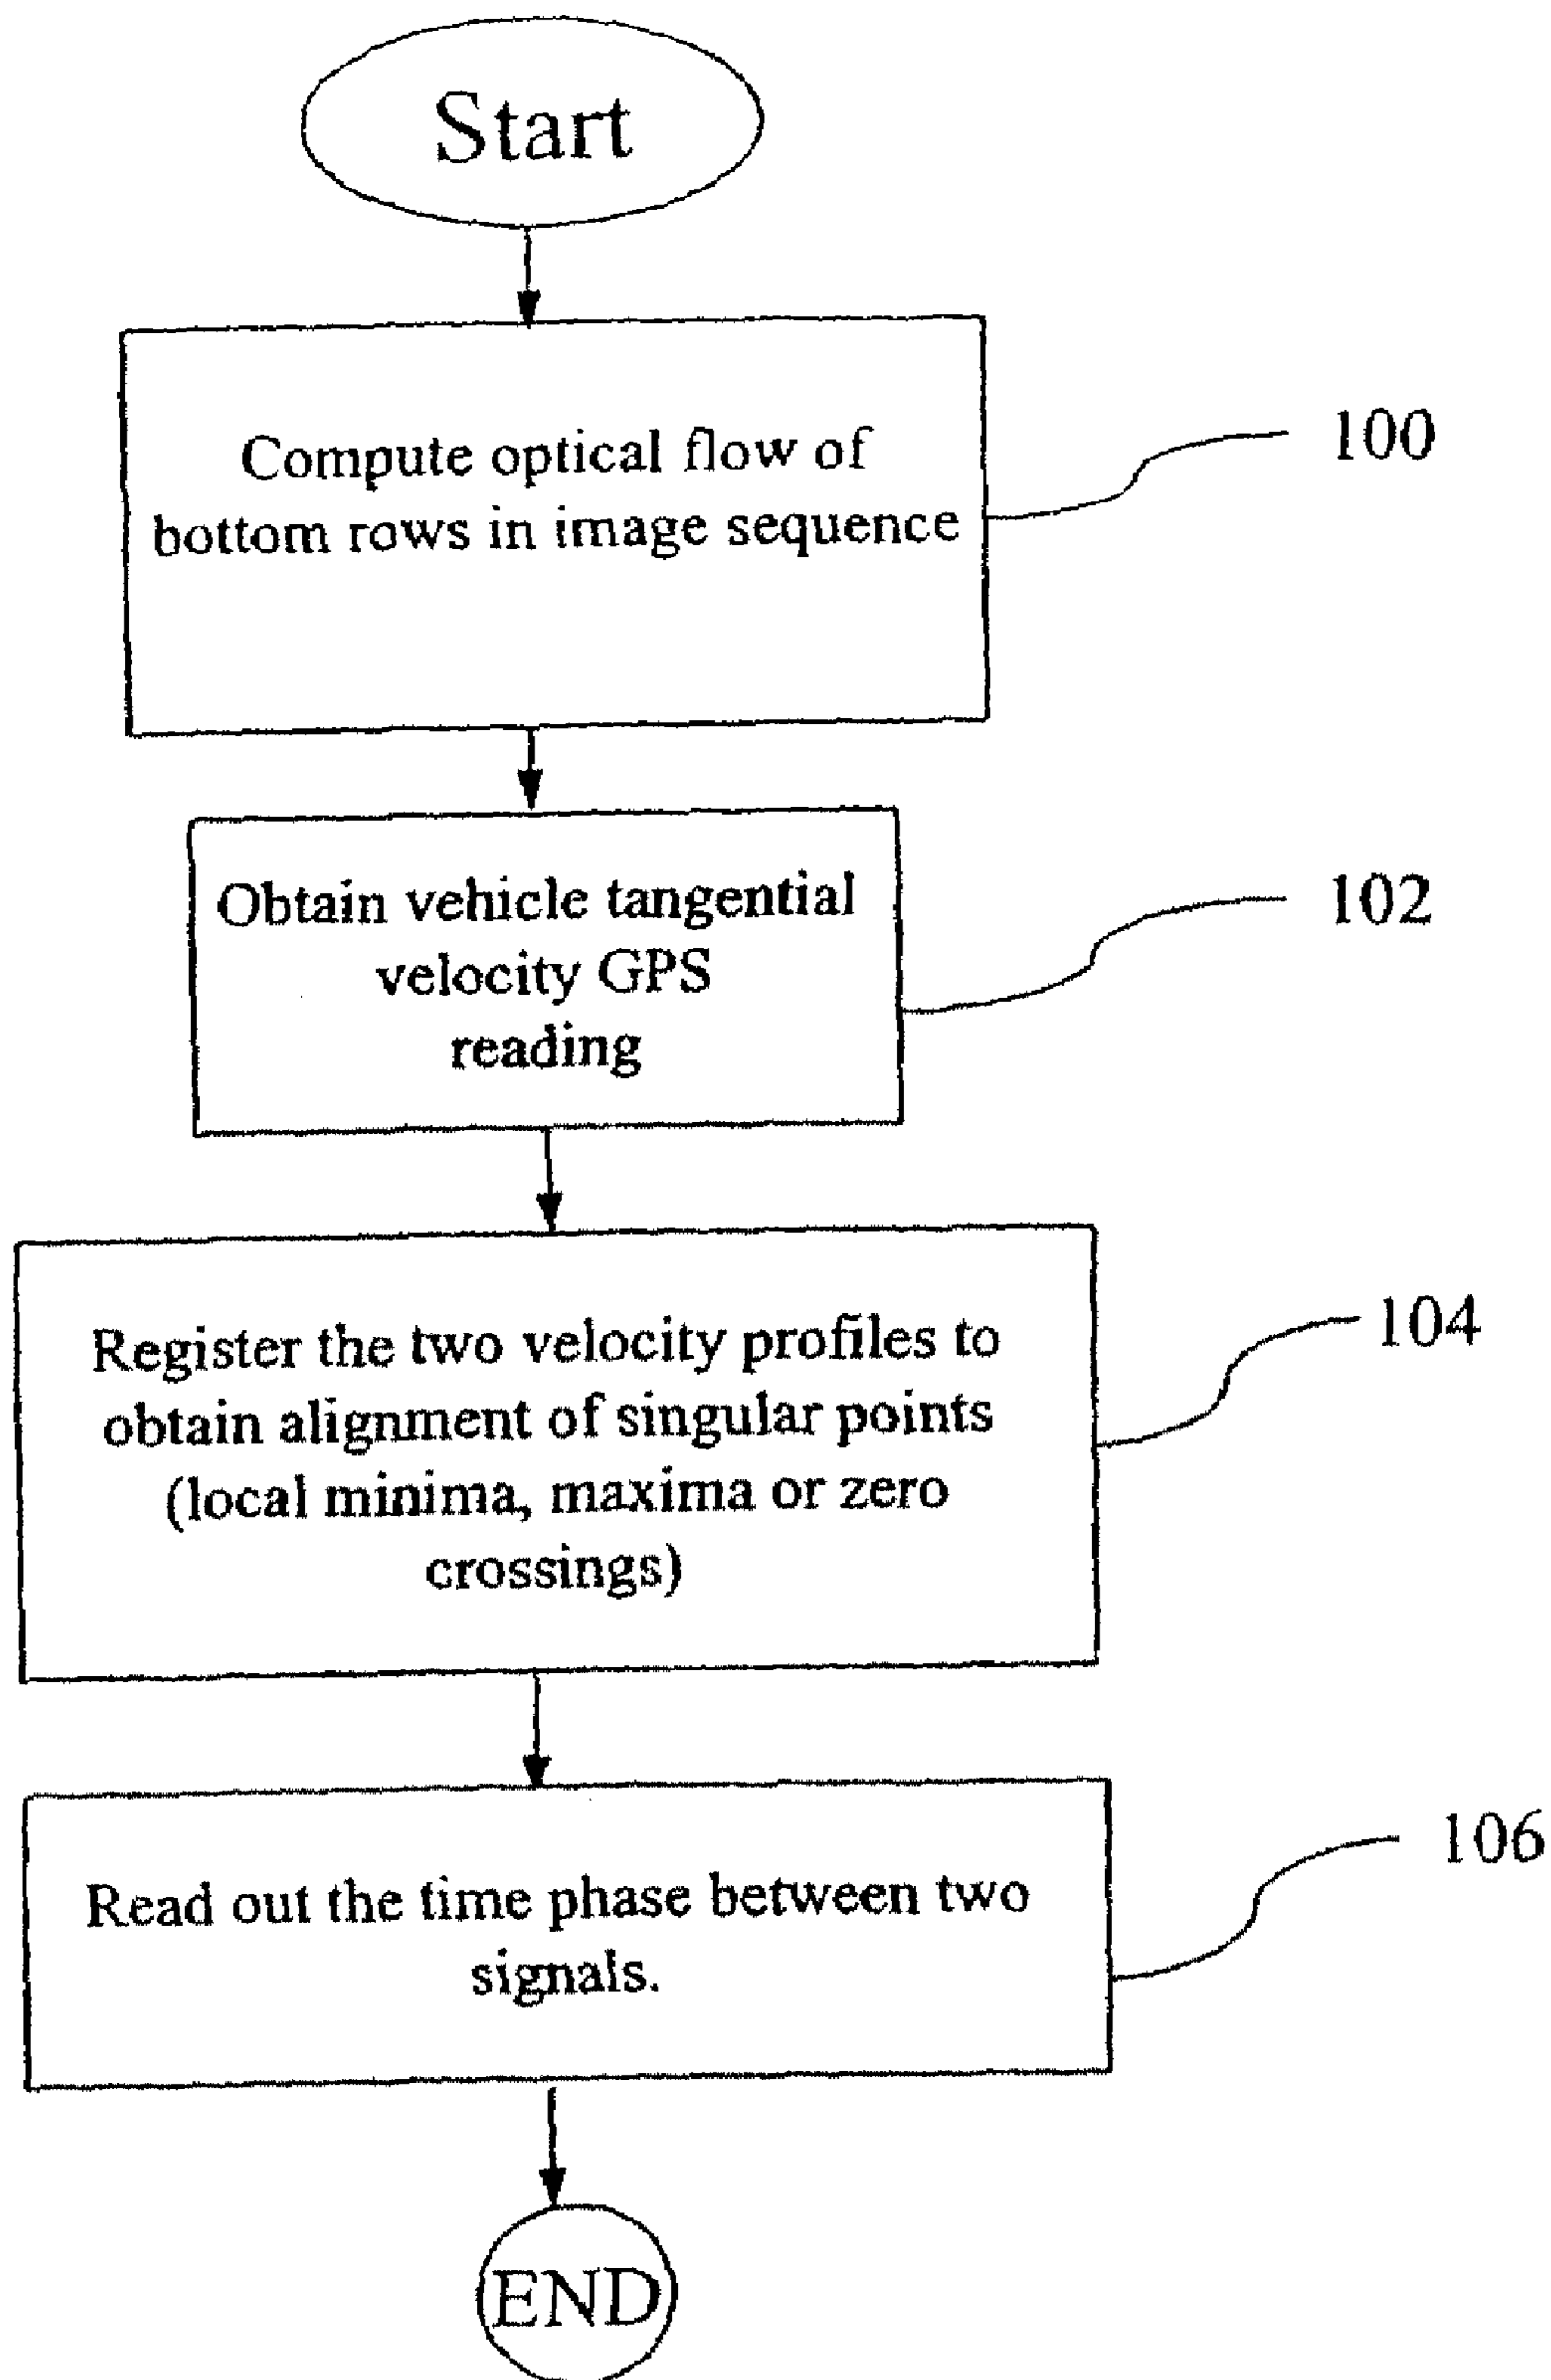 Start
Compute optical flow of
bottom rows in image sequence
100
Obtain vehicle tangential
velocity GPS
reading
102
Register the two velocity profiles to
obtain alignment of singular points
(local minima, maxima or zero
crossings)
104
Read out the time phase between two
signals.
106
END